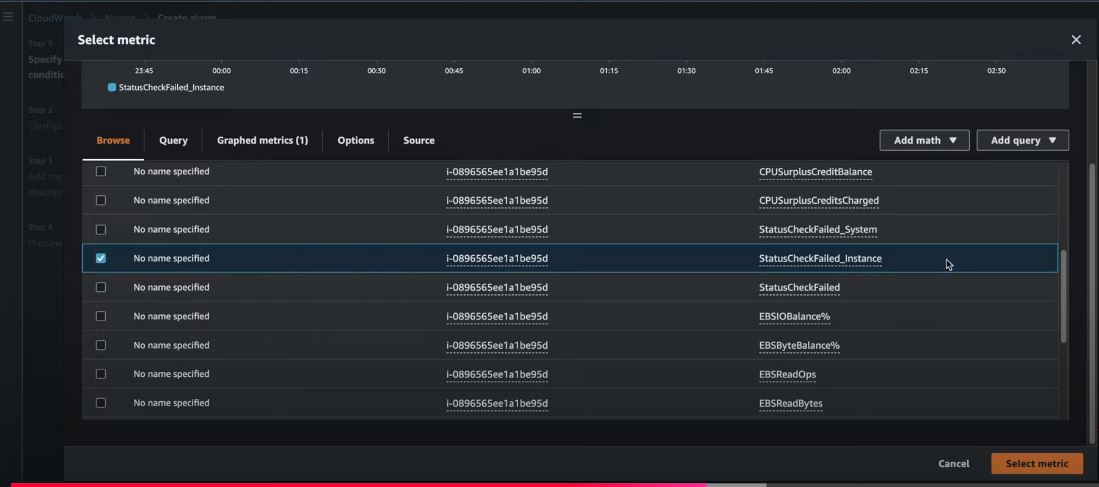 CloudWatch > Alarms > Create alarm
Select metric
Step 1
Specify
conditic
Step 2
Configu
Step 3
Add nar
descript
Step 4
Preview
23:45 00:00 00:15 00:30 00:45 01:00 01:15 01:30 01:45 02:00 02:15 02:30
StatusCheckFailed_Instance
Browse Query Graphed metrics (1) Options Source Add math Add query
No name specified i-0896565ee1a1be95d CPUSurplusCreditBalance
No name specified i-0896565ee1a1be95d CPUSurplusCreditsCharged
No name specified i-0896565ee1a1be95d StatusCheckFailed_System
No name specified i-0896565ee1a1be95d StatusCheckFailed_Instance
No name specified i-0896565ee1a1be95d StatusCheckFailed
No name specified i-0896565ee1a1be95d EBSIOBalance%
No name specified i-0896565ee1a1be95d EBSByteBalance%
No name specified i-0896565ee1a1be95d EBSReadOps
No name specified i-0896565ee1a1be95d EBSReadBytes
Cancel Select metric